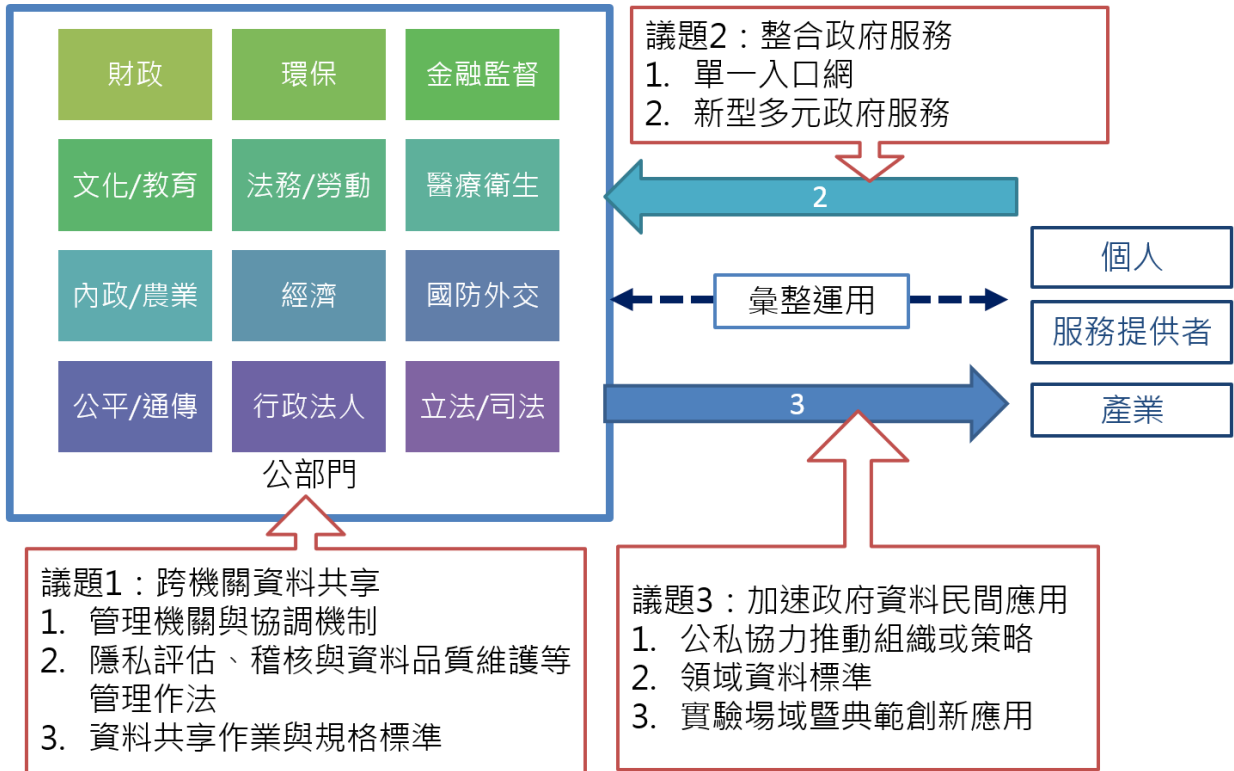 財政
環保
金融監督
文化/教育
法務/勞動
醫療衛生
內政/農業
經濟
國防外交
公平/通傳
行政法人
立法/司法
公部門
議題2：整合政府服務
1. 單一入口網
2. 新型多元政府服務
2
彙整運用
3
個人
服務提供者
產業
議題1：跨機關資料共享
1. 管理機關與協調機制
2. 隱私評估、稽核與資料品質維護等
管理作法
3. 資料共享作業與規格標準
議題3：加速政府資料民間應用
1. 公私協力推動組織或策略
2. 領域資料標準
3. 實驗場域暨典範創新應用